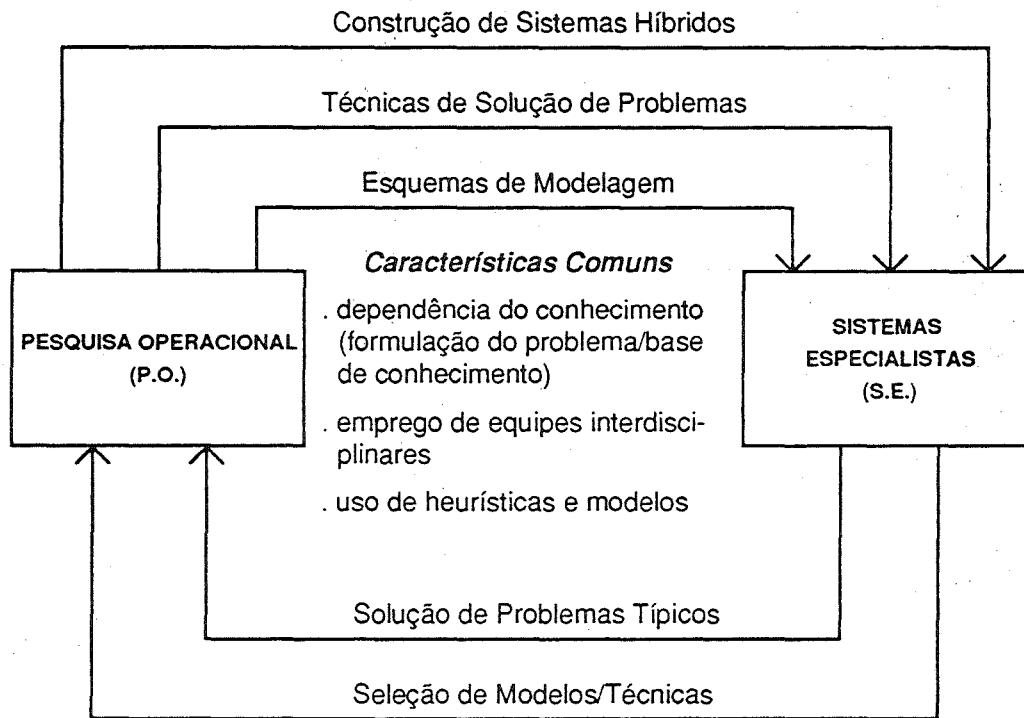 Construção de Sistemas Híbridos
Técnicas de Solução de Problemas
Esquemas de Modelagem
Características Comuns
. dependência do conhecimento
(formulação do problema/base
de conhecimento)
. emprego de equipes interdisci-
plinares
. uso de heurísticas e modelos
PESQUISA OPERACIONAL
(P.O.)
SISTEMAS
ESPECIALISTAS
(S.E.)
Solução de Problemas Típicos
Seleção de Modelos/Técnicas